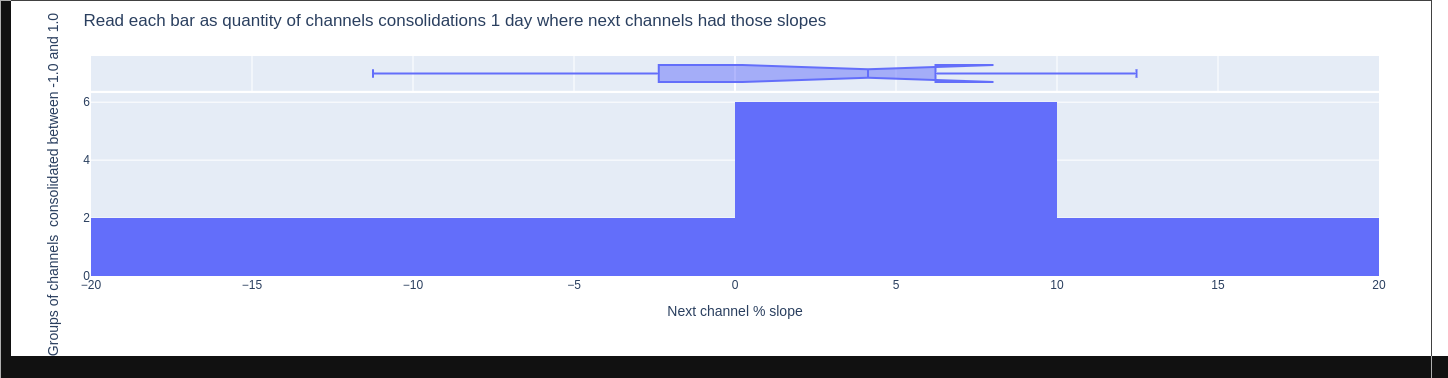 Read each bar as quantity of channels consolidations 1 day where next channels had those slopes
Groups of channels consolidated between -1.0 and 1.0
6
4
2
0
−20 −15 −10 −5 0 5 10 15 20
Next channel % slope